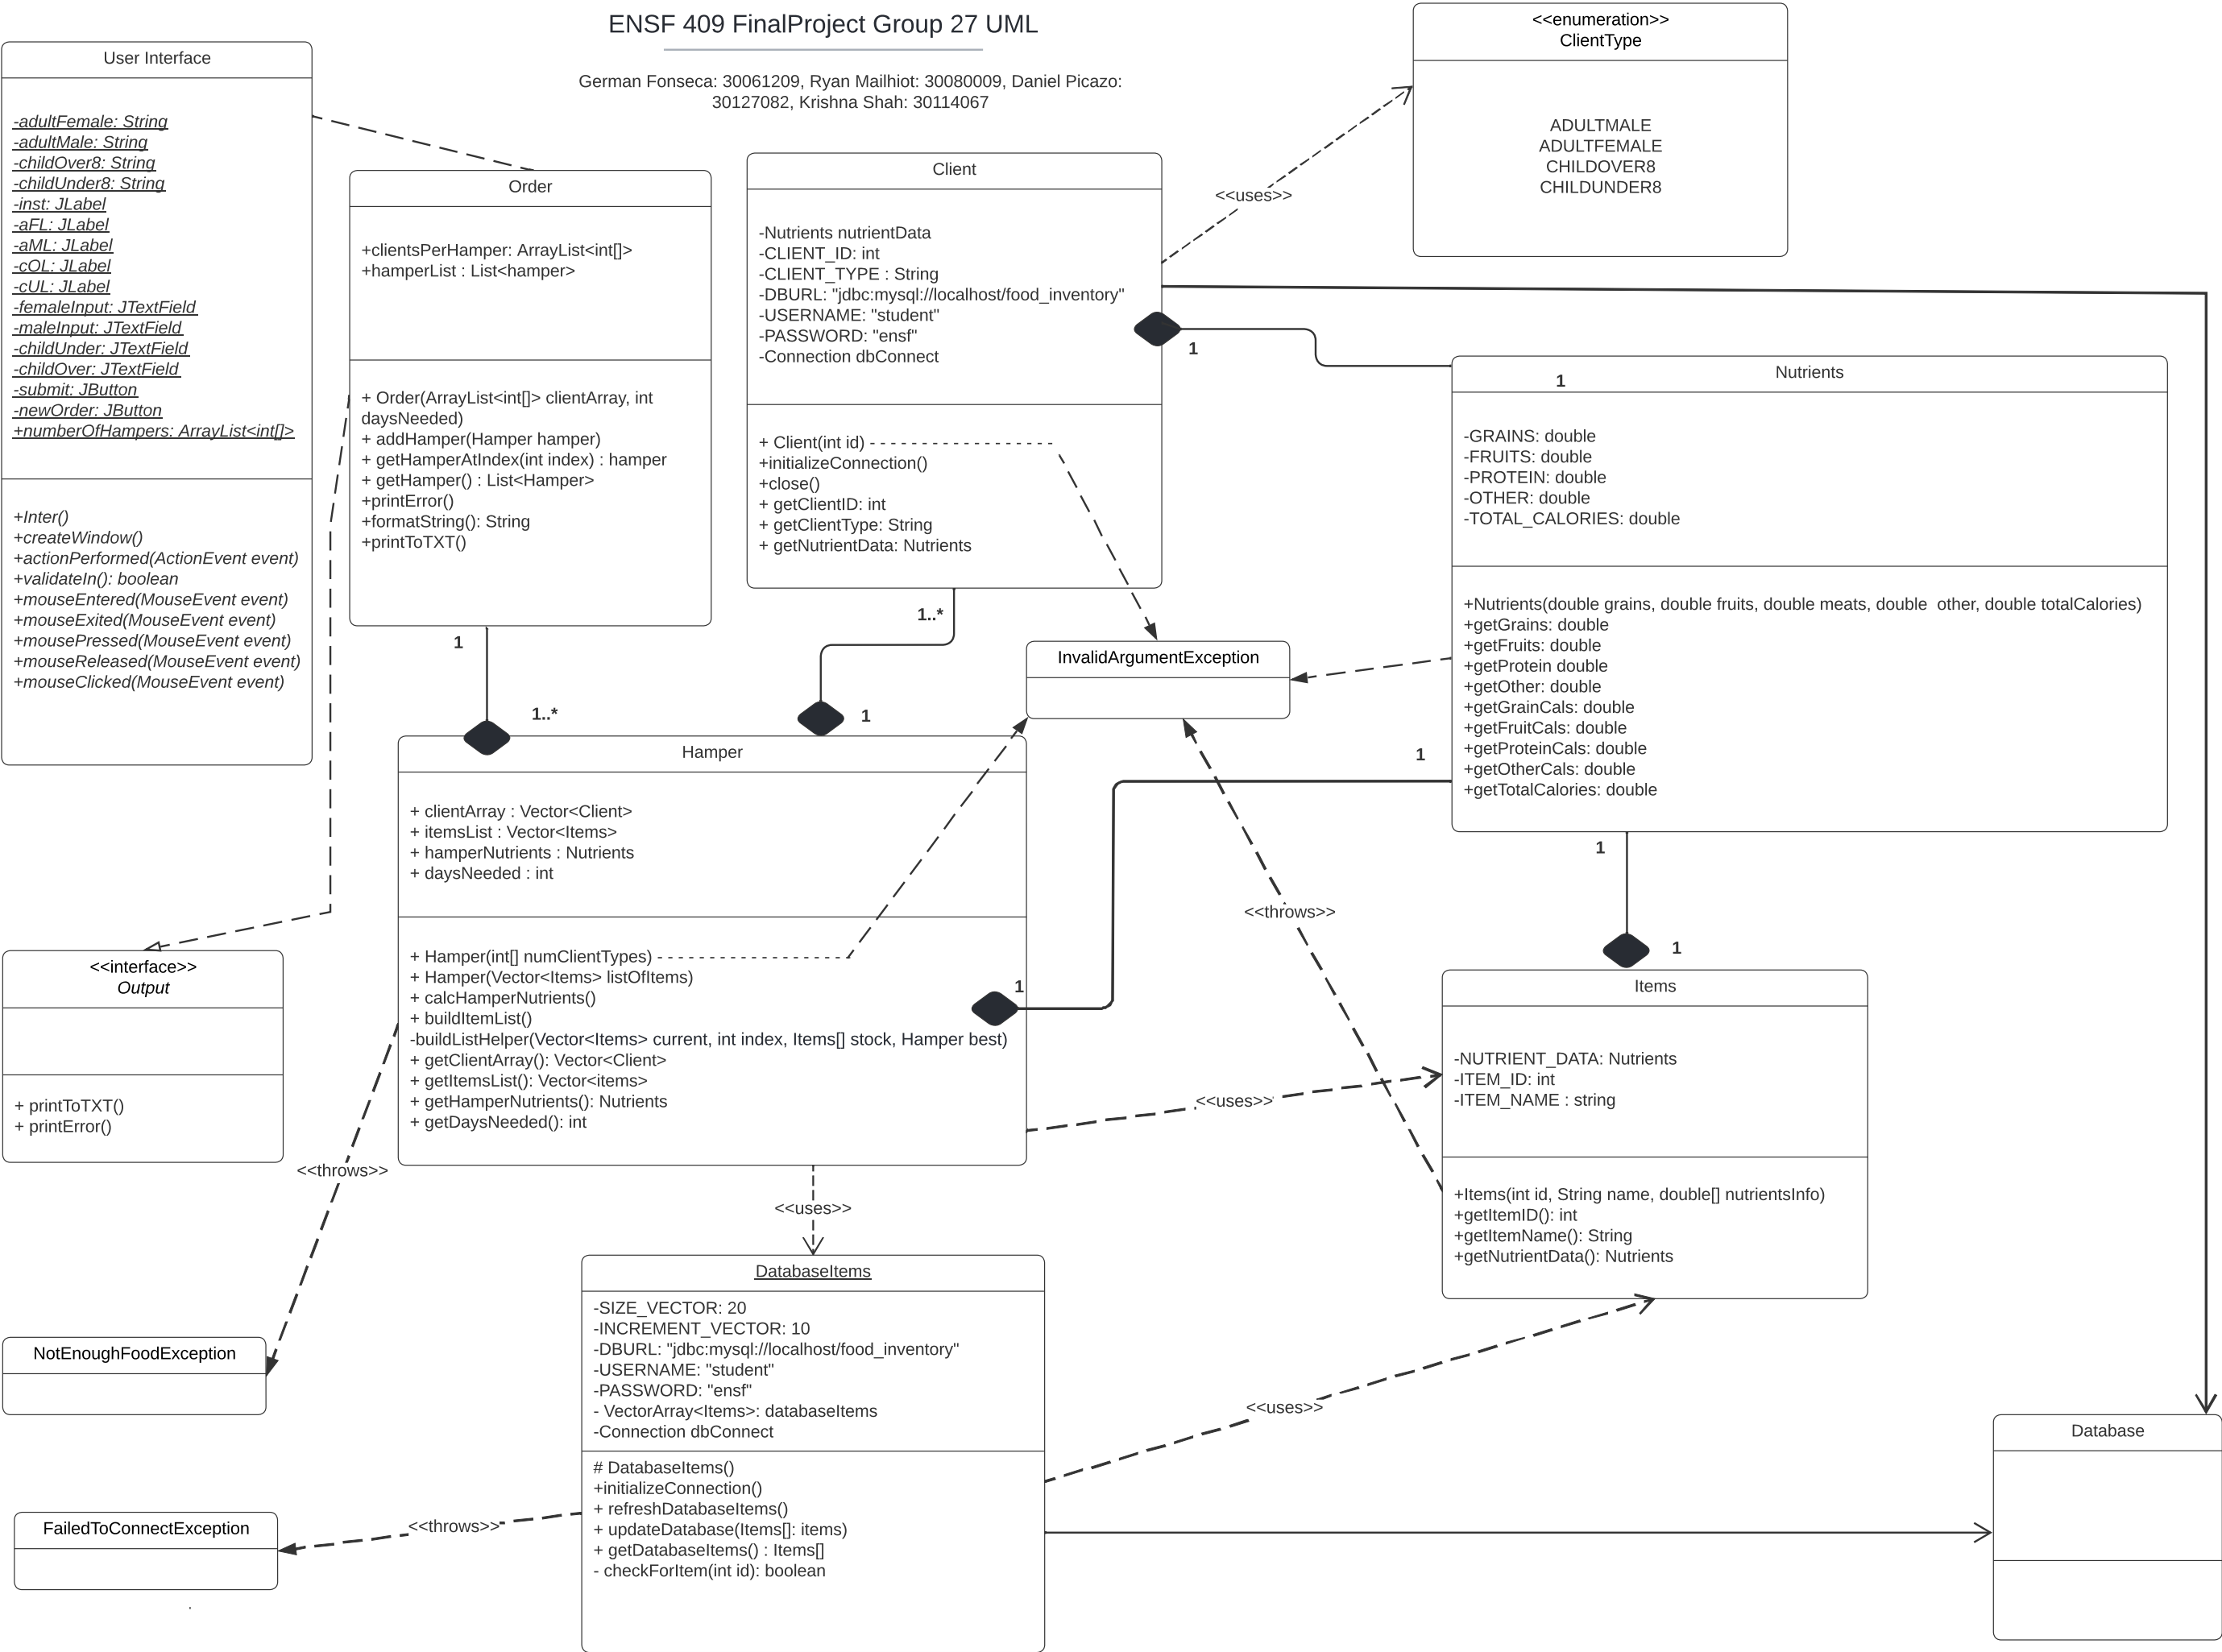 ENSF 409 FinalProject Group 27 UML
German Fonseca: 30061209, Ryan Mailhiot: 30080009, Daniel Picazo:
30127082, Krishna Shah: 30114067
User Interface
-adultFemale: String
-adultMale: String
-childOver8: String
-childUnder8: String
-inst: JLabel
-aFL: JLabel
-aML: JLabel
-cOL: JLabel
-cUL: JLabel
-femaleInput: JTextField
-maleInput: JTextField
-childUnder: JTextField
-childOver: JTextField
-submit: JButton
-newOrder: JButton
+numberOfHampers: ArrayList<int[]>
+Inter()
+createWindow()
+actionPerformed(ActionEvent event)
+validateIn(): boolean
+mouseEntered(MouseEvent event)
+mouseExited(MouseEvent event)
+mousePressed(MouseEvent event)
+mouseReleased(MouseEvent event)
+mouseClicked(MouseEvent event)
Order
+clientsPerHamper: ArrayList<int[]>
+hamperList : List<hamper>
+ Order(ArrayList<int[]> clientArray, int
daysNeeded)
+ addHamper(Hamper hamper)
+ getHamperAtIndex(int index) : hamper
+ getHamper() : List<Hamper>
+printError()
+formatString(): String
+printToTXT()
1
1..*
Client
-Nutrients nutrientData
-CLIENT_ID: int
-CLIENT_TYPE : String
-DBURL: "jdbc:mysql://localhost/food_inventory"
-USERNAME: "student"
-PASSWORD: "ensf"
-Connection dbConnect
+ Client(int id) - - - - - - - - - - - - - - - - - -
+initializeConnection()
+close()
+ getClientID: int
+ getClientType: String
+ getNutrientData: Nutrients
1..*
1
<<uses>>
<<enumeration>>
ClientType
ADULTMALE
ADULTFEMALE
CHILDOVER8
CHILDUNDER8
1
1
Nutrients
-GRAINS: double
-FRUITS: double
-PROTEIN: double
-OTHER: double
-TOTAL_CALORIES: double
+Nutrients(double grains, double fruits, double meats, double  other, double totalCalories)
+getGrains: double
+getFruits: double
+getProtein double
+getOther: double
+getGrainCals: double
+getFruitCals: double
+getProteinCals: double
+getOtherCals: double
+getTotalCalories: double
1
1
1
InvalidArgumentException
Hamper
+ clientArray : Vector<Client>
+ itemsList : Vector<Items>
+ hamperNutrients : Nutrients
+ daysNeeded : int
+ Hamper(int[] numClientTypes) - - - - - - - - - - - - - - - - - - -
+ Hamper(Vector<Items> listOfItems)
+ calcHamperNutrients()
+ buildItemList()
-buildListHelper(Vector<Items> current, int index, Items[] stock, Hamper best)
+ getClientArray(): Vector<Client>
+ getItemsList(): Vector<items>
+ getHamperNutrients(): Nutrients
+ getDaysNeeded(): int
1
<<throws>>
<<uses>>
<<interface>>
Output
+ printToTXT()
+ printError()
<<throws>>
<<uses>>
Items
-NUTRIENT_DATA: Nutrients
-ITEM_ID: int
-ITEM_NAME : string
+Items(int id, String name, double[] nutrientsInfo)
+getItemID(): int
+getItemName(): String
+getNutrientData(): Nutrients
NotEnoughFoodException
FailedToConnectException
<<throws>>
DatabaseItems
-SIZE_VECTOR: 20
-INCREMENT_VECTOR: 10
-DBURL: "jdbc:mysql://localhost/food_inventory"
-USERNAME: "student"
-PASSWORD: "ensf"
- VectorArray<Items>: databaseItems
-Connection dbConnect
# DatabaseItems()
+initializeConnection()
+ refreshDatabaseItems()
+ updateDatabase(Items[]: items)
+ getDatabaseItems() : Items[]
- checkForItem(int id): boolean
<<uses>>
Database
.